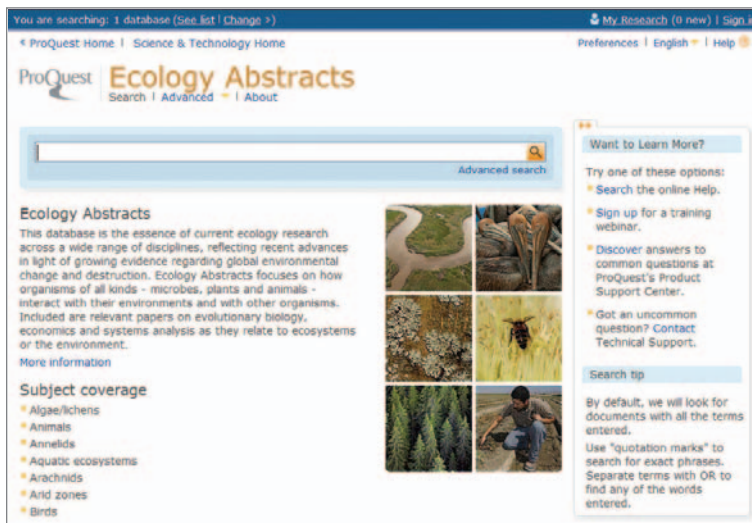 You are searching: 1 database (See list | Change >)
My Research (0 new) | Sign i
ProQuest Home | Science & Technology Home
Preferences | English | Help
ProQuest
Ecology Abstracts
Search | Advanced | About
Advanced search
Ecology Abstracts
This database is the essence of current ecology research
across a wide range of disciplines, reflecting recent advances
in light of growing evidence regarding global environmental
change and destruction. Ecology Abstracts focuses on how
organisms of all kinds - microbes, plants and animals -
interact with their environments and with other organisms.
Included are relevant papers on evolutionary biology,
economics and systems analysis as they relate to ecosystems
or the environment.
More information
Subject coverage
Algae/lichens
Animals
Annelids
Aquatic ecosystems
Arachnids
Arid zones
Birds
Want to Learn More?
Try one of these options:
Search the online Help.
Sign up for a training
webinar.
Discover answers to
common questions at
ProQuest's Product
Support Center.
Got an uncommon
question? Contact
Technical Support.
Search tip
By default, we will look for
documents with all the terms
entered.
Use "quotation marks" to
search for exact phrases.
Separate terms with OR to
find any of the words
entered.